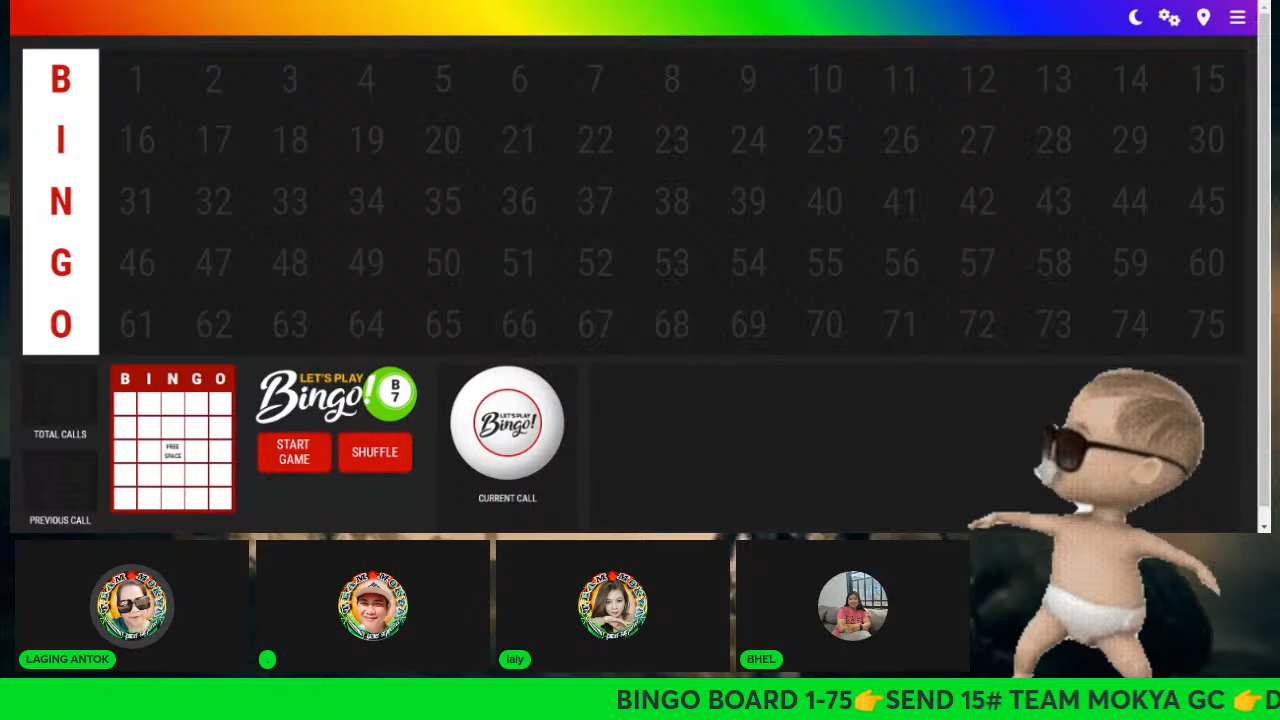 B 1 2 3 4 5 6 7 8 9 10 11 12 13 14 15
I 16 17 18 19 20 21 22 23 24 25 26 27 28 29 30
N 31 32 33 34 35 36 37 38 39 40 41 42 43 44 45
G 46 47 48 49 50 51 52 53 54 55 56 57 58 59 60
O 61 62 63 64 65 66 67 68 69 70 71 72 73 74 75
TOTAL CALLS
PREVIOUS CALL
B I N G O
FREE
SPACE
LET'S PLAY
Bingo!
B
7
START
GAME
SHUFFLE
LET'S PLAY
Bingo!
CURRENT CALL
LAGING ANTOK
.
laly
BHEL
BINGO BOARD 1-75👉SEND 15# TEAM MOKYA GC 👉D